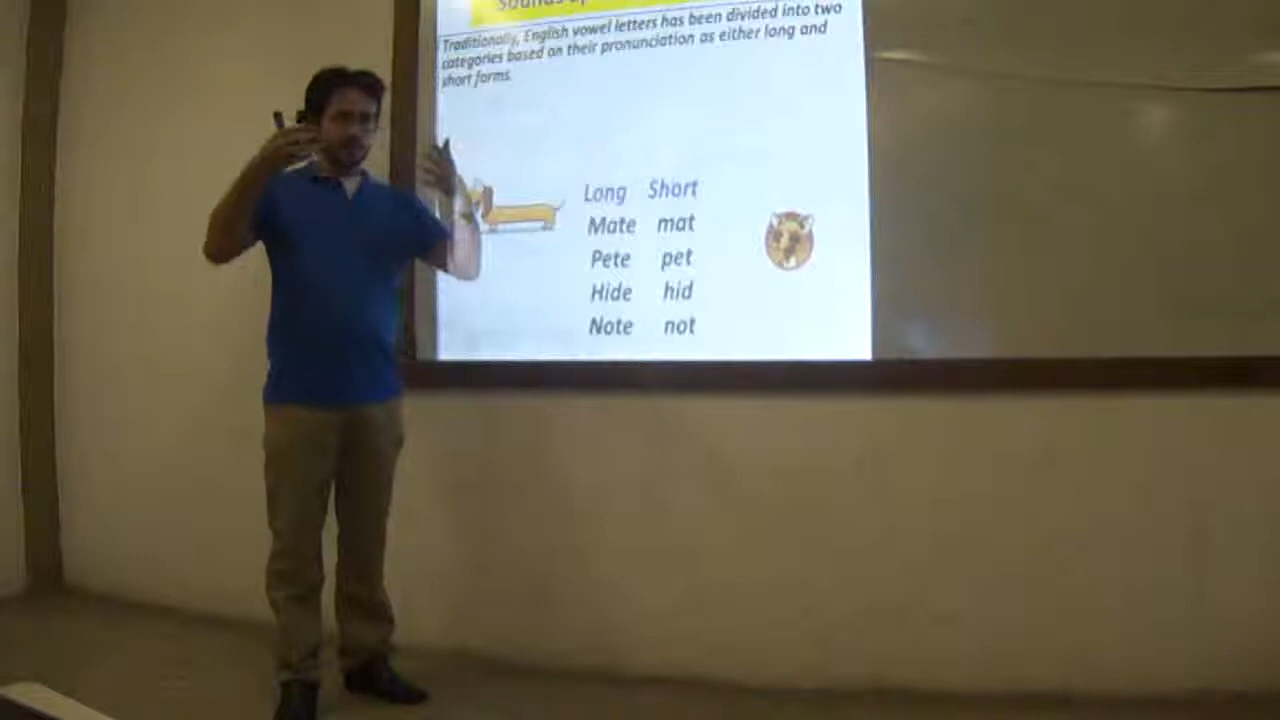 Sounds
Traditionally, English vowel letters has been divided into two
categories based on their pronunciation as either long and
short forms.
Long Short
Mate mat
Pete pet
Hide hid
Note not